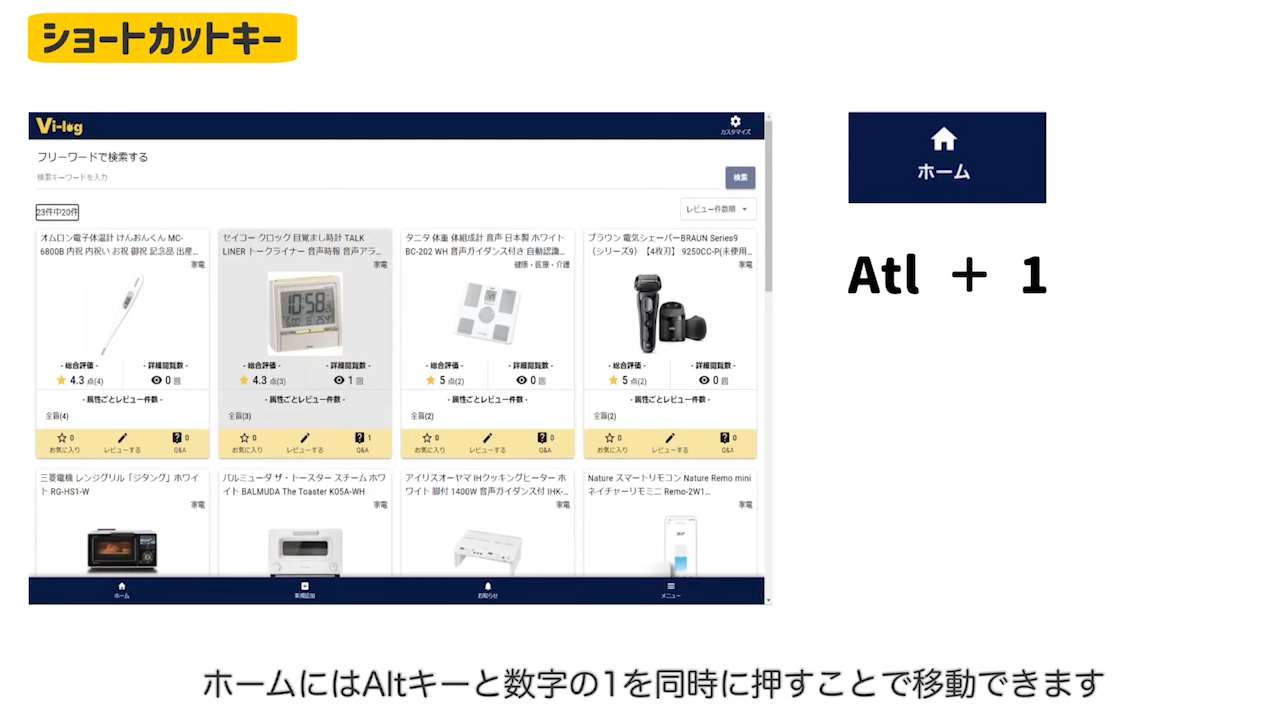 ショートカットキー
Vi-log
カスタマイズ
フリーワードで検索する
検索キーワードを入力
検索
23件中20件
レビュー件数順
オムロン電子体温計 けんおんくん MC-
6800B 内祝 内祝い お祝 御祝 記念品 出産...
家電
- 総合評価 -
- 詳細閲覧数 -
4.3 点(4)
0 回
- 属性ごとレビュー件数 -
全盲(4)
0
0
お気に入り
レビューする
Q&A
セイコー クロック 目覚まし時計 TALK
LINER トークライナー 音声時報 音声アラ...
家電
10:58
- 総合評価 -
- 詳細閲覧数 -
4.3 点(3)
1 回
- 属性ごとレビュー件数 -
全盲(3)
0
1
お気に入り
レビューする
Q&A
タニタ 体重 体組成計 音声 日本製 ホワイト
BC-202 WH 音声ガイダンス付き 自動認識...
健康・医療・介護
- 総合評価 -
- 詳細閲覧数 -
5 点(2)
0 回
- 属性ごとレビュー件数 -
全盲(2)
0
0
お気に入り
レビューする
Q&A
ブラウン 電気シェーバーBRAUN Series9
（シリーズ9）【4枚刃】 9250CC-P(未使用...
家電
- 総合評価 -
- 詳細閲覧数 -
5 点(2)
0 回
- 属性ごとレビュー件数 -
全盲(2)
0
0
お気に入り
レビューする
Q&A
三菱電機 レンジグリル「ジタング」ホワイ
ト RG-HS1-W
家電
バルミューダ ザ・トースター スチーム ホワ
イト BALMUDA The Toaster K05A-WH
家電
アイリスオーヤマ IHクッキングヒーター ホ
ワイト 脚付 1400W 音声ガイダンス付 IHK-...
家電
Nature スマートリモコン Nature Remo mini
ネイチャーリモミニ Remo-2W1...
家電
ホーム
新規追加
お知らせ
メニュー
ホーム
Atl + 1
ホームにはAltキーと数字の1を同時に押すことで移動できます